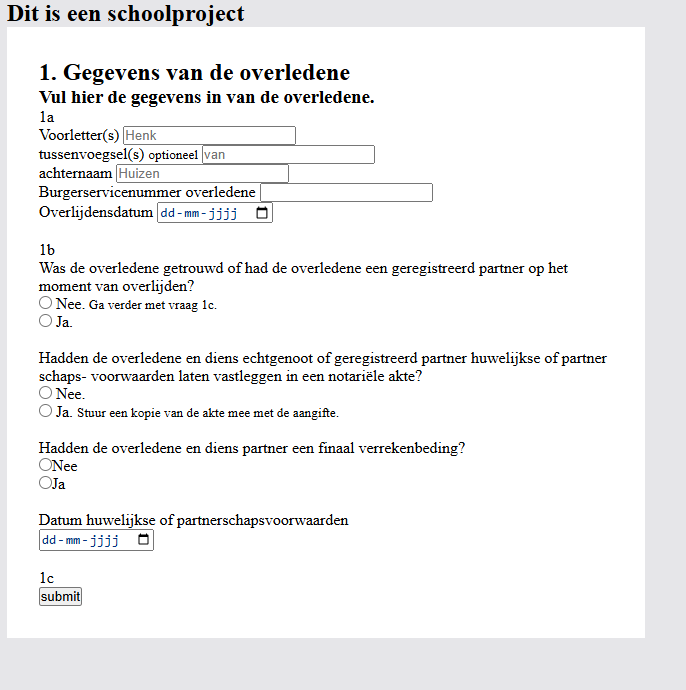 Dit is een schoolproject
1. Gegevens van de overledene
Vul hier de gegevens in van de overledene.
1a
Voorletter(s) Henk
tussenvoegsel(s) optioneel van
achternaam Huizen
Burgerservicenummer overledene
Overlijdensdatum dd-mm-jjjj
1b
Was de overledene getrouwd of had de overledene een geregistreerd partner op het
moment van overlijden?
Nee. Ga verder met vraag 1c.
Ja.
Hadden de overledene en diens echtgenoot of geregistreerd partner huwelijkse of partner
schaps- voorwaarden laten vastleggen in een notariële akte?
Nee.
Ja. Stuur een kopie van de akte mee met de aangifte.
Hadden de overledene en diens partner een finaal verrekenbeding?
Nee
Ja
Datum huwelijkse of partnerschapsvoorwaarden
dd-mm-jjjj
1c
submit